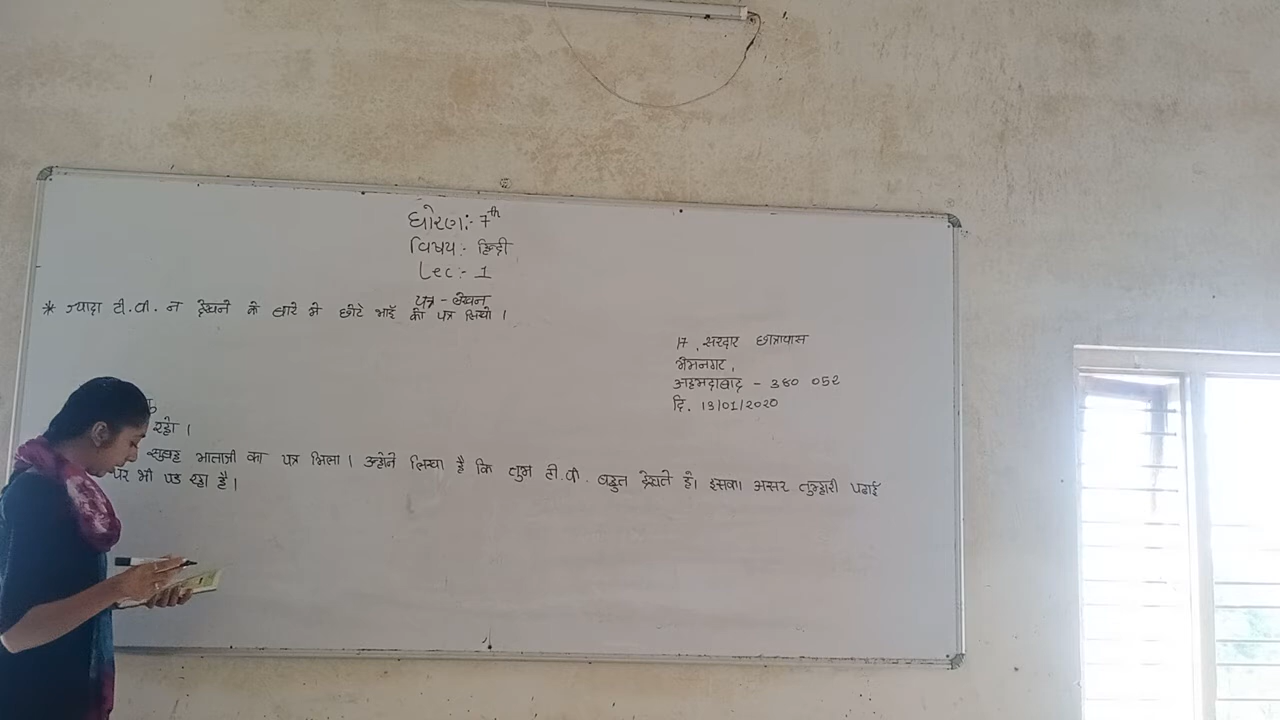 धोरण:- 7th
विषय:- हिन्दी
Lec:- 1
पत्र - लेखन
* ज्यादा टी.वी. न देखने के बारे मे छोटे भाई को पत्र लिखो ।
17, सरदार छात्रावास
भीमनगर,
अहमदाबाद - 380 052
दि. 13/01/2020
रहो ।
सुबह माताजी का पत्र मिला । उन्होने लिखा है कि तुम टी.वी. बहुत देखते हो। इसका असर तुम्हारी पढाई
पर भी पड रहा है ।